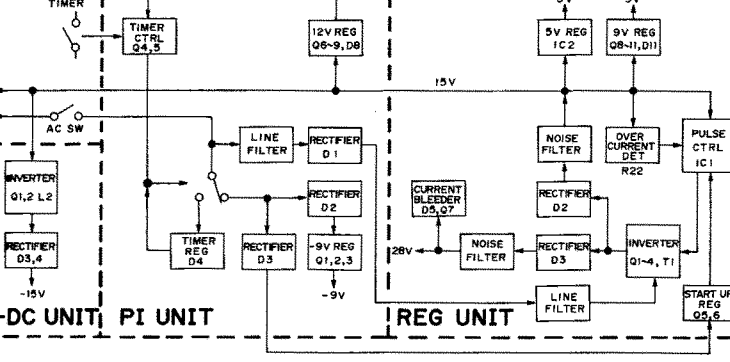 TIMER
TIMER
CTRL
Q4,5
12V REG
Q6~9, D8
5V REG
IC2
9V REG
Q8~11, D11
15V
AC SW
LINE
FILTER
RECTIFIER
D1
NOISE
FILTER
OVER
CURRENT
DET
R22
PULSE
CTRL
IC1
INVERTER
Q1,2 L2
RECTIFIER
D2
CURRENT
BLEEDER
D5, Q7
RECTIFIER
D2
RECTIFIER
D3,4
TIMER
REG
D4
RECTIFIER
D3
-9V REG
Q1,2,3
28V
NOISE
FILTER
RECTIFIER
D3
INVERTER
Q1~4, T1
-15V
-9V
LINE
FILTER
START UP
REG
Q5,6
-DC UNIT
PI UNIT
REG UNIT